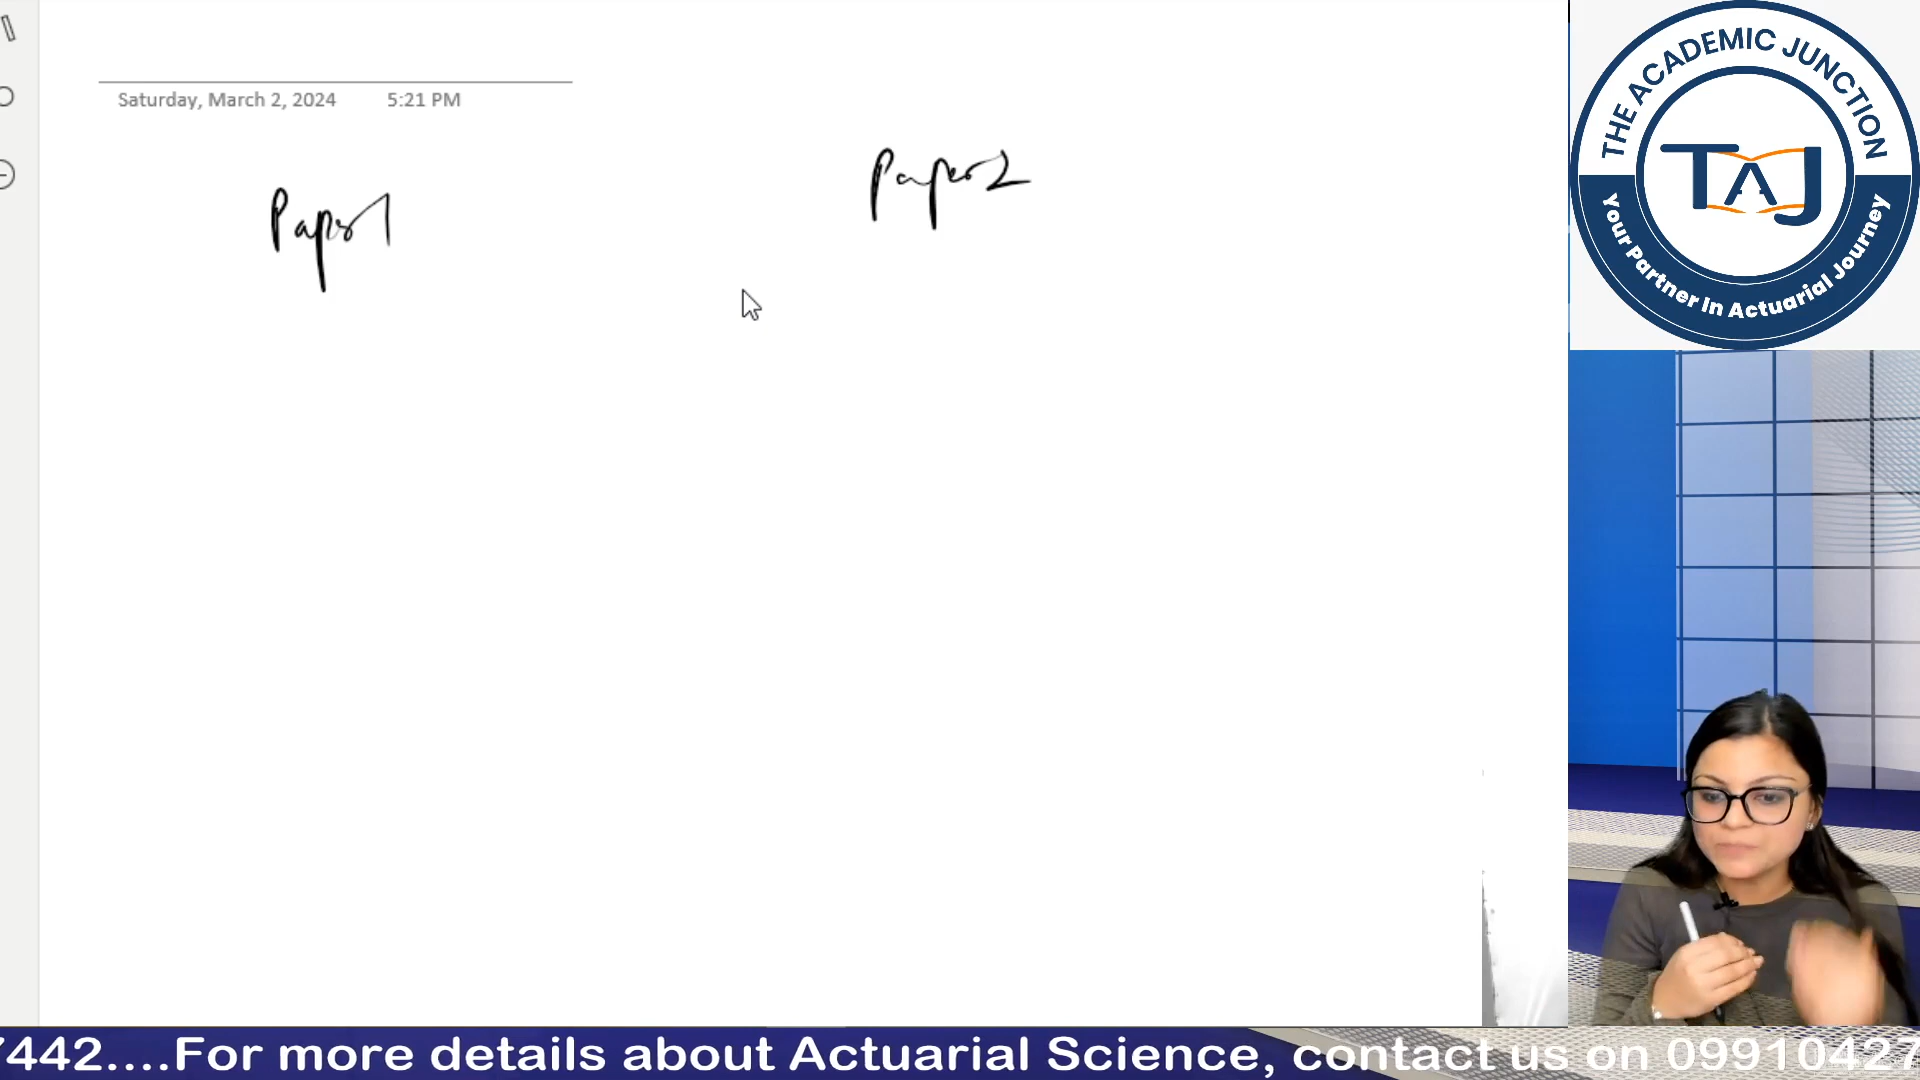 Saturday, March 2, 2024 5:21 PM
Paper 1
Paper 2
THE ACADEMIC JUNCTION
TAJ
Your Partner In Actuarial Journey
7442....For more details about Actuarial Science, contact us on 099104427